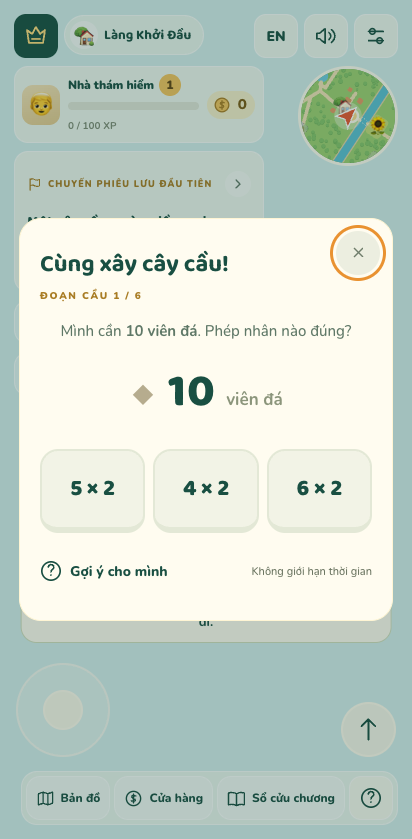 Làng Khởi Đầu
EN
Nhà thám hiểm 1
0
0 / 100 XP
CHUYẾN PHIÊU LƯU ĐẦU TIÊN
Cùng xây cây cầu!
ĐOẠN CẦU 1 / 6
Mình cần 10 viên đá. Phép nhân nào đúng?
10 viên đá
5 × 2
4 × 2
6 × 2
Gợi ý cho mình
Không giới hạn thời gian
đi.
Bản đồ
Cửa hàng
Sổ cửu chương